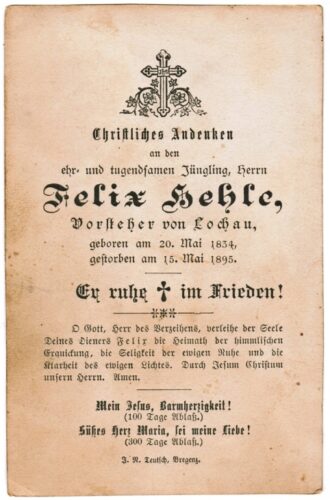 Christliches Andenken
an den
ehr- und tugendsamen Jüngling, Herrn
Felix Hehle,
Vorsteher von Lochau,
geboren am 20. Mai 1834,
gestorben am 15. Mai 1895.
Er ruhe ✝ im Frieden!
O Gott, Herr des Verzeihens, verleihe der Seele
Deines Dieners Felix die Heimath der himmlischen
Erquickung, die Seligkeit der ewigen Ruhe und die
Klarheit des ewigen Lichtes. Durch Jesum Christum
unsern Herrn. Amen.
Mein Jesus, Barmherzigkeit!
(100 Tage Ablaß.)
Süßes Herz Maria, sei meine Liebe!
(300 Tage Ablaß.)
J. N. Teutsch, Bregenz.